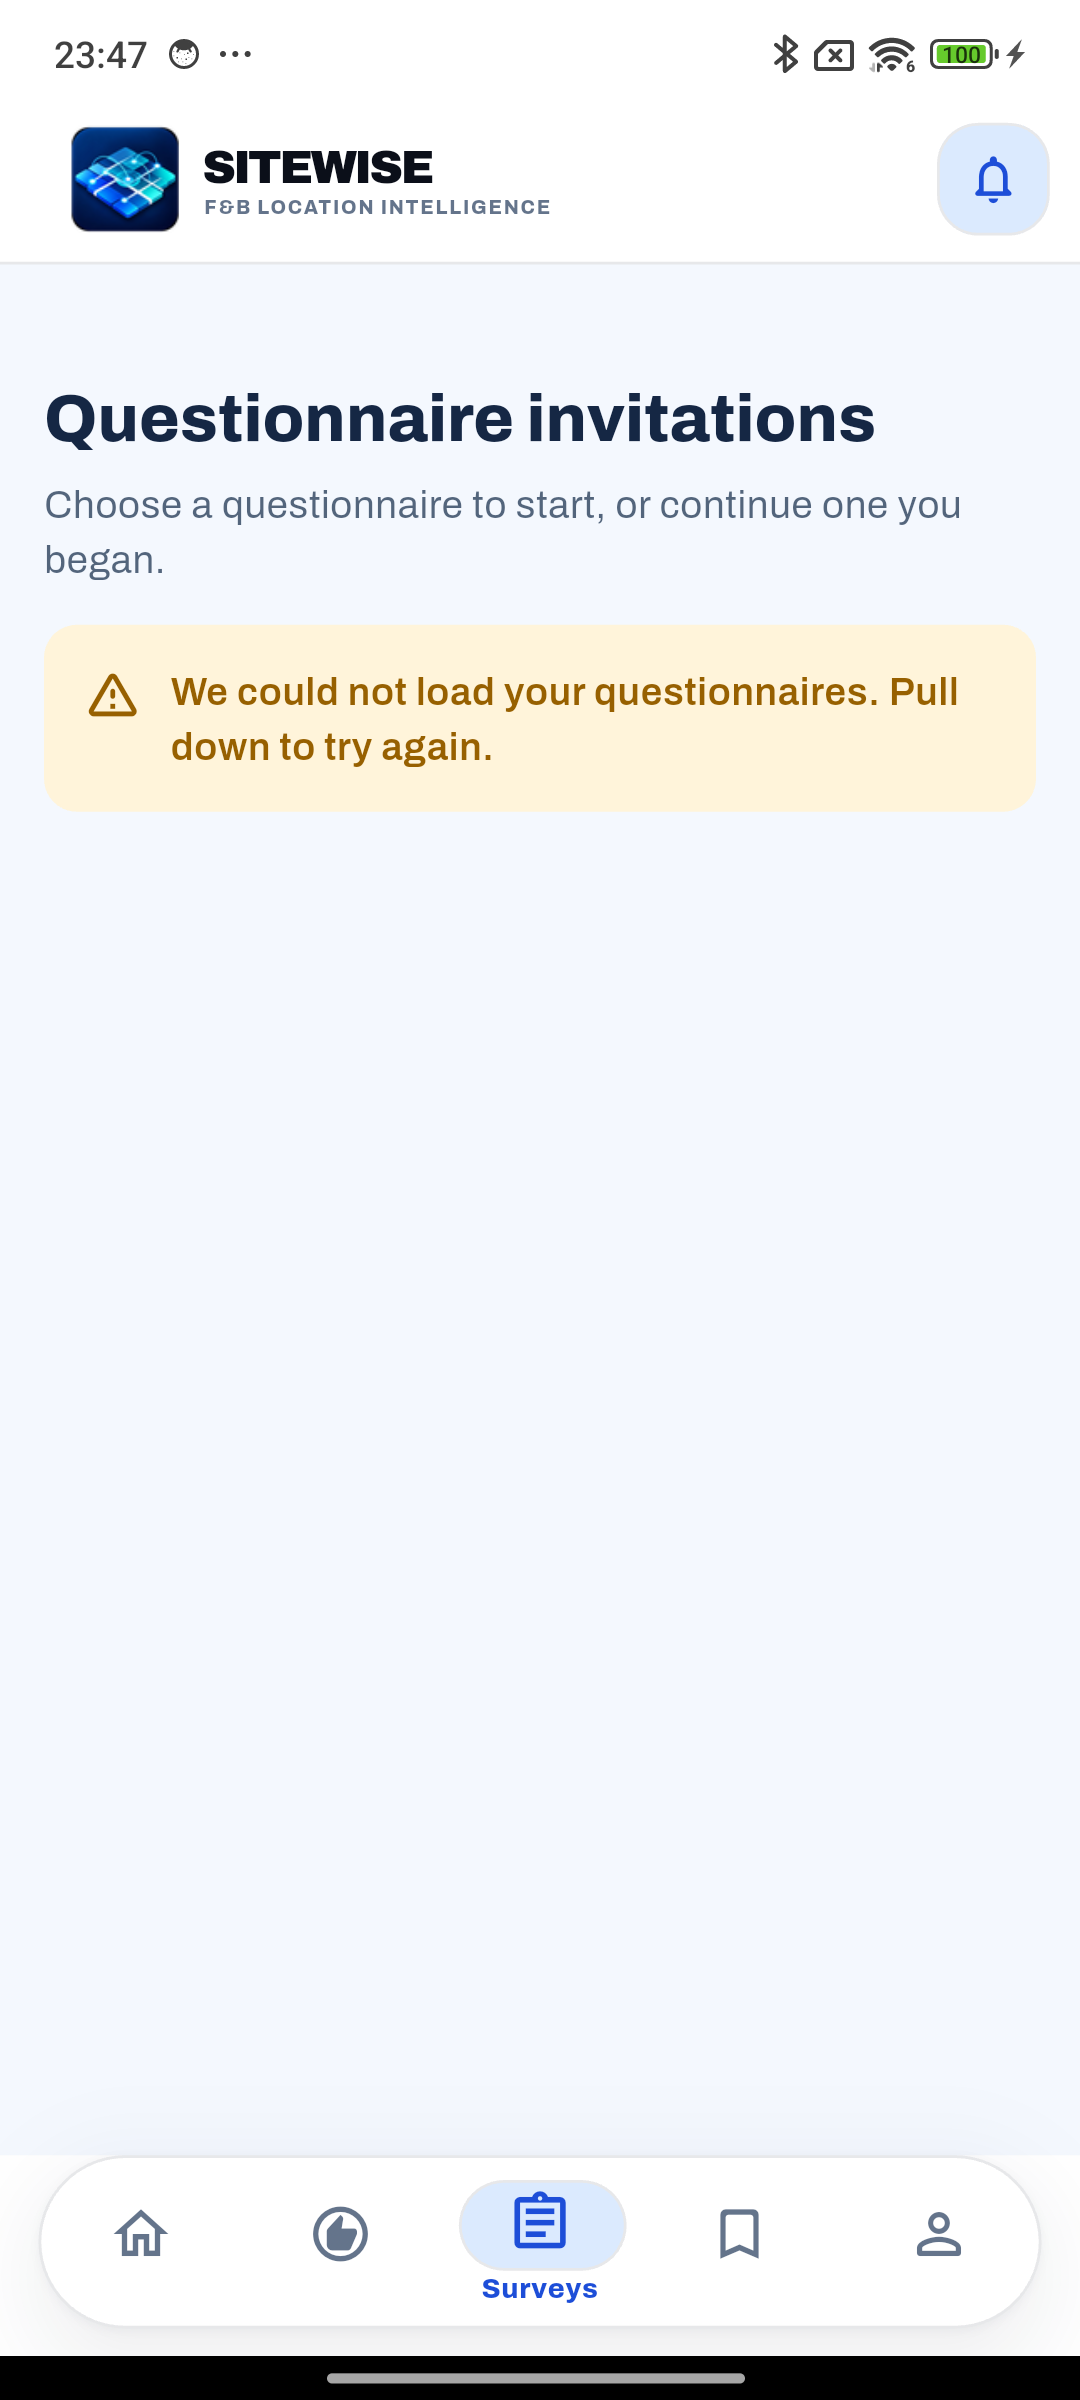 23:47
6
100
SITEWISE
F&B LOCATION INTELLIGENCE
Questionnaire invitations
Choose a questionnaire to start, or continue one you
began.
We could not load your questionnaires. Pull
down to try again.
Surveys